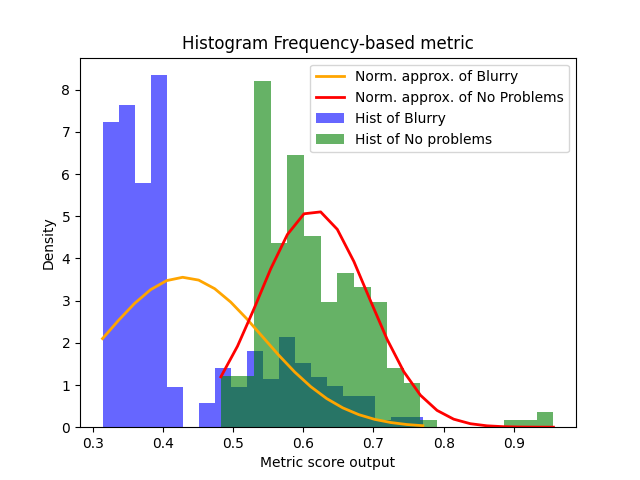 Histogram Frequency-based metric
Norm. approx. of Blurry
Norm. approx. of No Problems
Hist of Blurry
Hist of No problems
Density
8
7
6
5
4
3
2
1
0
0.3 0.4 0.5 0.6 0.7 0.8 0.9
Metric score output